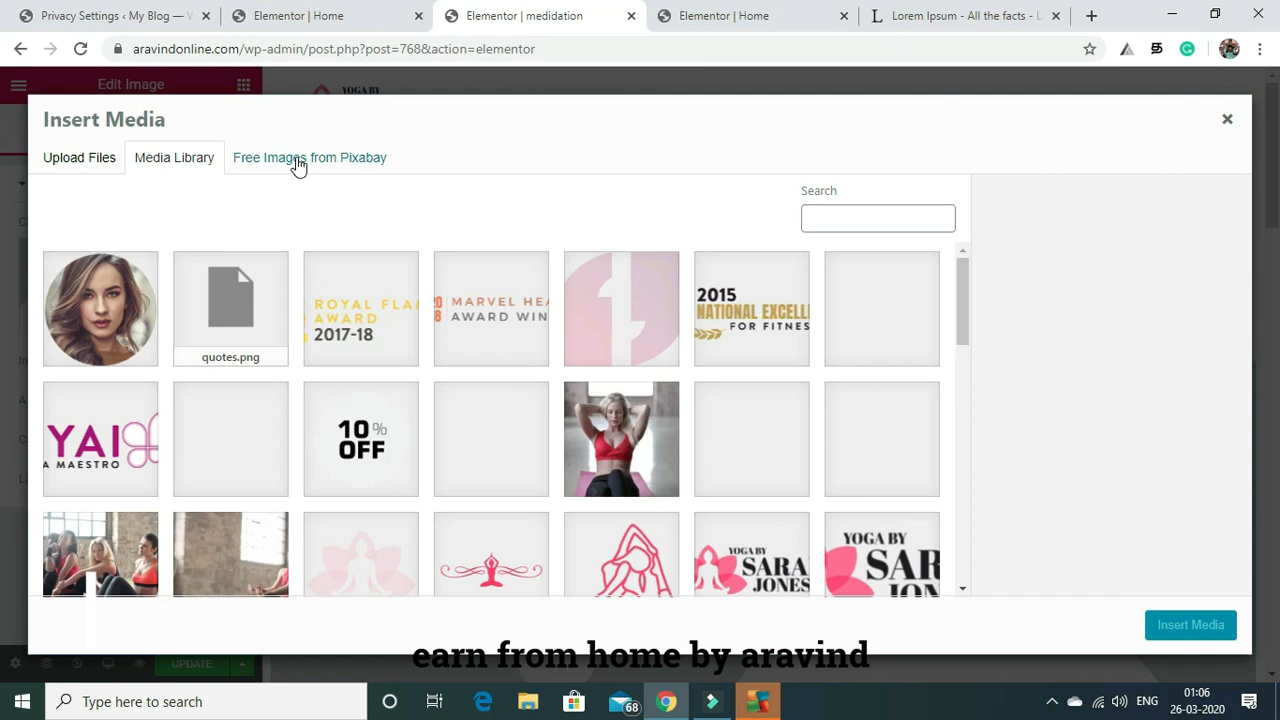 Privacy Settings ‹ My Blog — W
Elementor | Home
Elementor | medidation
Elementor | Home
Lorem Ipsum - All the facts - Li
aravindonline.com/wp-admin/post.php?post=768&action=elementor
Edit Image
YOGA BY
Insert Media
Upload Files
Media Library
Free Images from Pixabay
Search
quotes.png
ROYAL FLA
AWARD
2017-18
MARVEL HEA
AWARD WIN
2015
NATIONAL EXCELL
FOR FITNES
YAI
A MAESTRO
10%
OFF
YOGA BY
SARA
JONES
YOGA BY
SAR
JONES
Insert Media
UPDATE
earn from home by aravind
Type here to search
68
ENG
01:06
26-03-2020